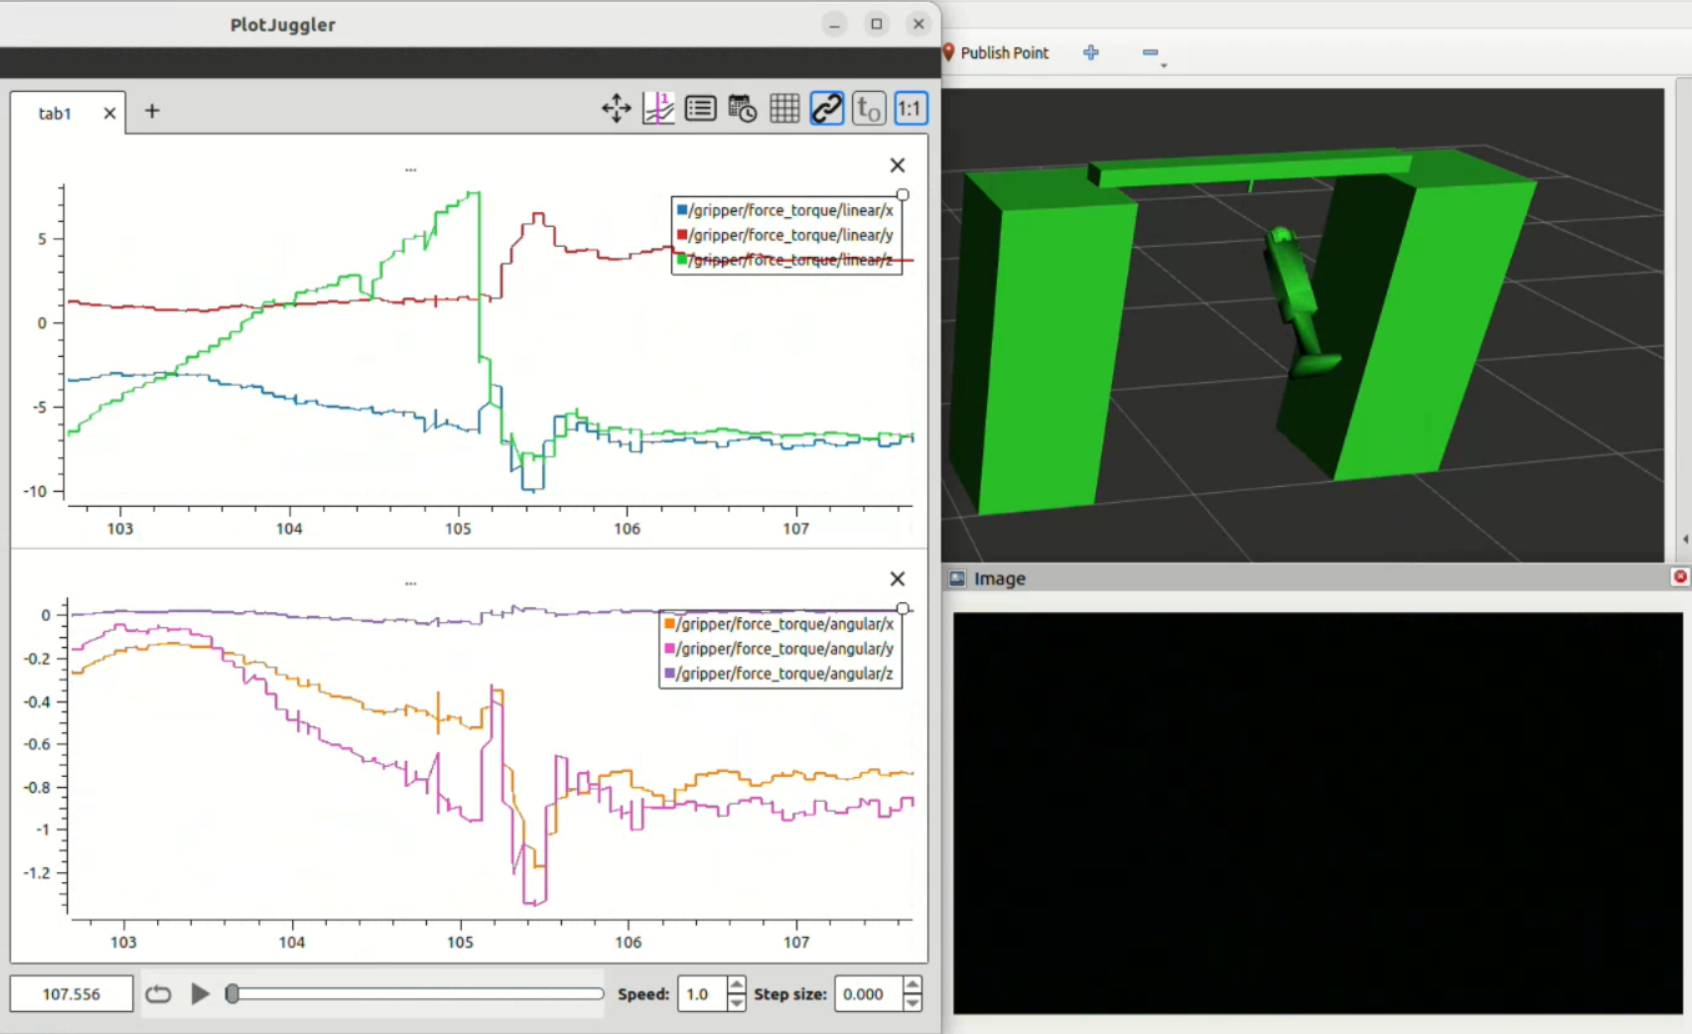 PlotJuggler
Publish Point
tab1
1
to
1:1
...
/gripper/force_torque/linear/x
/gripper/force_torque/linear/y
/gripper/force_torque/linear/z
5
0
-5
-10
103 104 105 106 107
Image
...
/gripper/force_torque/angular/x
/gripper/force_torque/angular/y
/gripper/force_torque/angular/z
0
-0.2
-0.4
-0.6
-0.8
-1
-1.2
103 104 105 106 107
107.556 Speed: 1.0 Step size: 0.000